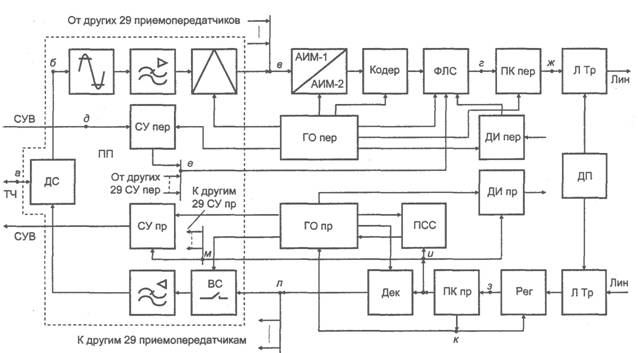 От других 29 приемопередатчиков
б
в
АИМ-1
АИМ-2
Кодер
ФЛС
г
ПК пер
ж
Л Тр
Лин
СУВ
д
СУ пер
ГО пер
ДИ пер
ПП
е
а
ДС
ТЧ
От других
29 СУ пер
К другим
29 СУ пр
ДП
СУ пр
ГО пр
ПСС
ДИ пр
СУВ
м
и
ВС
п
Дек
ПК пр
з
Рег
Л Тр
Лин
к
К другим 29 приемопередатчикам